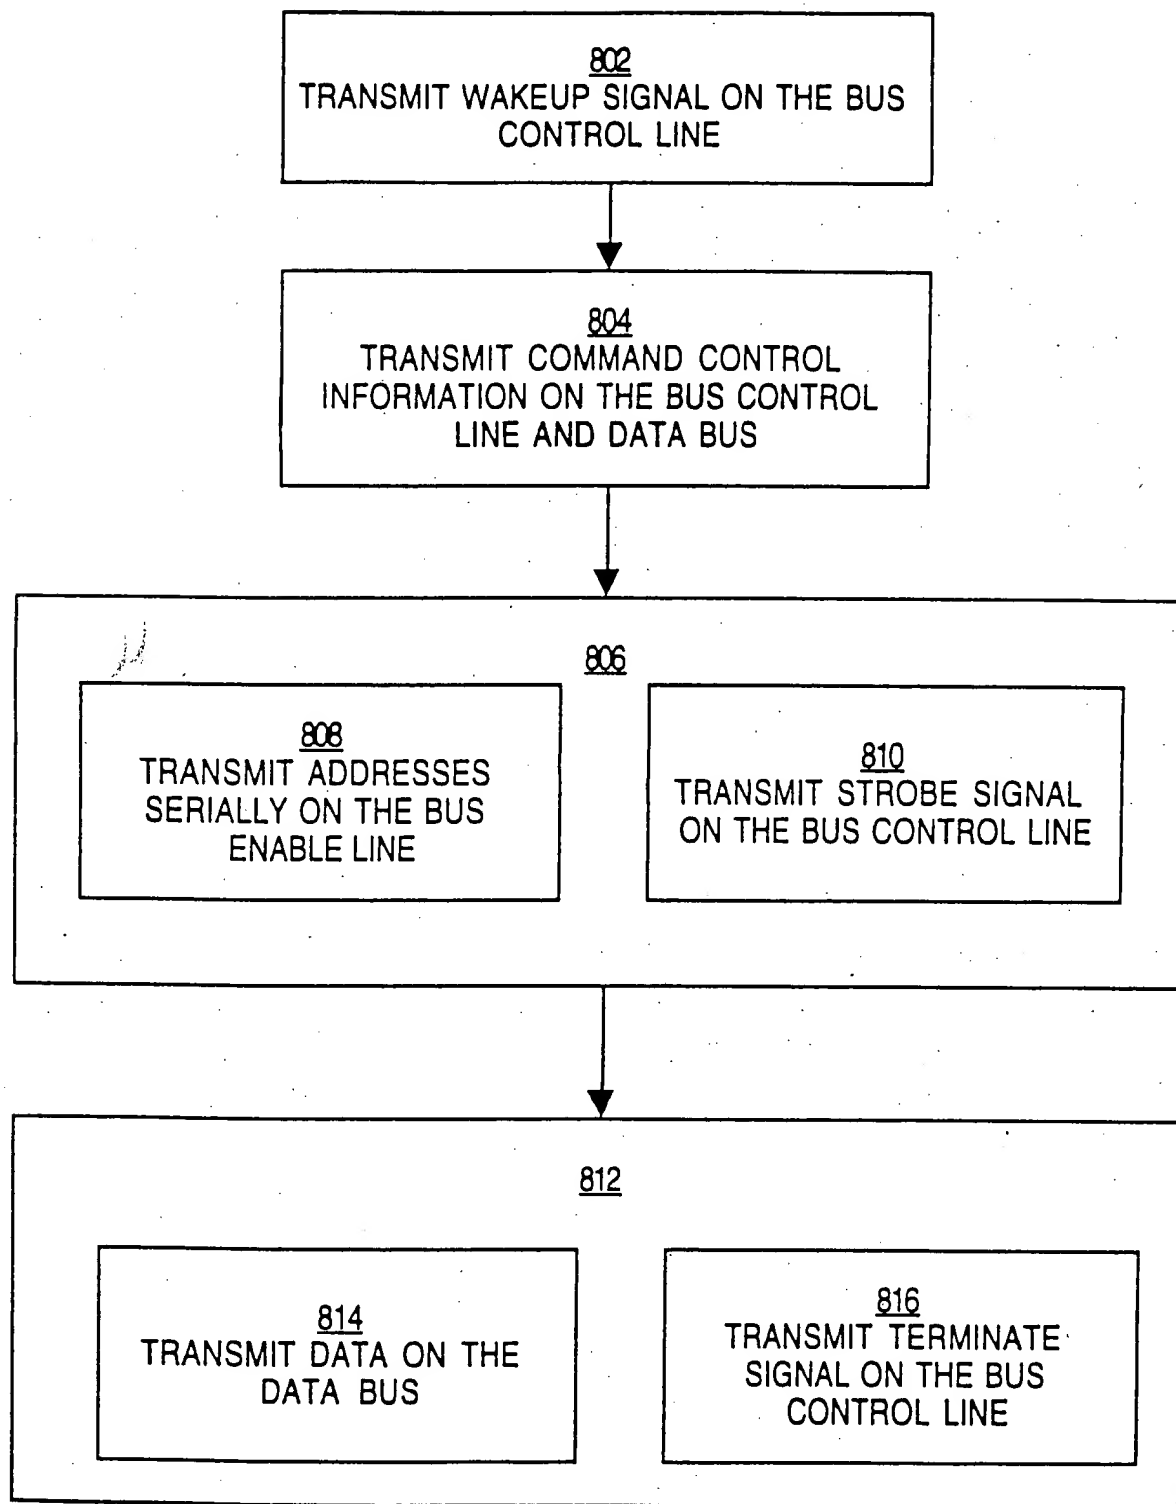 802
TRANSMIT WAKEUP SIGNAL ON THE BUS
CONTROL LINE
804
TRANSMIT COMMAND CONTROL
INFORMATION ON THE BUS CONTROL
LINE AND DATA BUS
806
808
TRANSMIT ADDRESSES
SERIALLY ON THE BUS
ENABLE LINE
810
TRANSMIT STROBE SIGNAL
ON THE BUS CONTROL LINE
812
814
TRANSMIT DATA ON THE
DATA BUS
816
TRANSMIT TERMINATE
SIGNAL ON THE BUS
CONTROL LINE